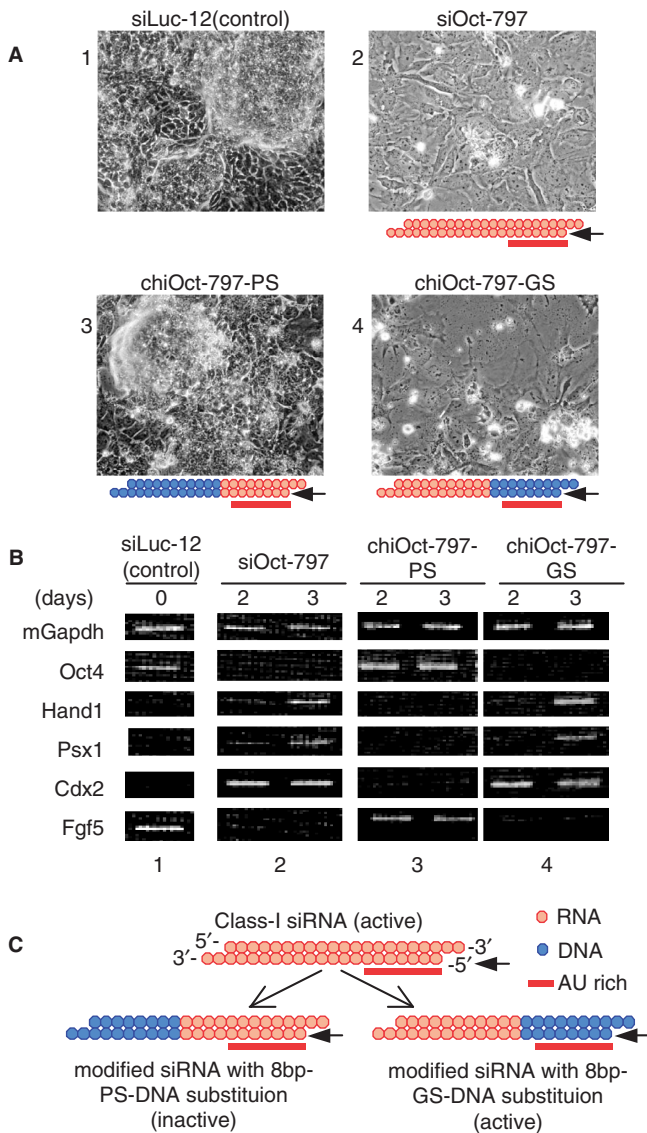 siLuc-12(control)
siOct-797
A
1
2
chiOct-797-PS
chiOct-797-GS
3
4
B
siLuc-12
(control)
siOct-797
chiOct-797-
PS
chiOct-797-
GS
(days)
0
2
3
2
3
2
3
mGapdh
Oct4
Hand1
Psx1
Cdx2
Fgf5
1
2
3
4
C
Class-I siRNA (active)
5′-
3′-
-3′
-5′
RNA
DNA
AU rich
modified siRNA with 8bp-
PS-DNA substituion
(inactive)
modified siRNA with 8bp-
GS-DNA substituion
(active)